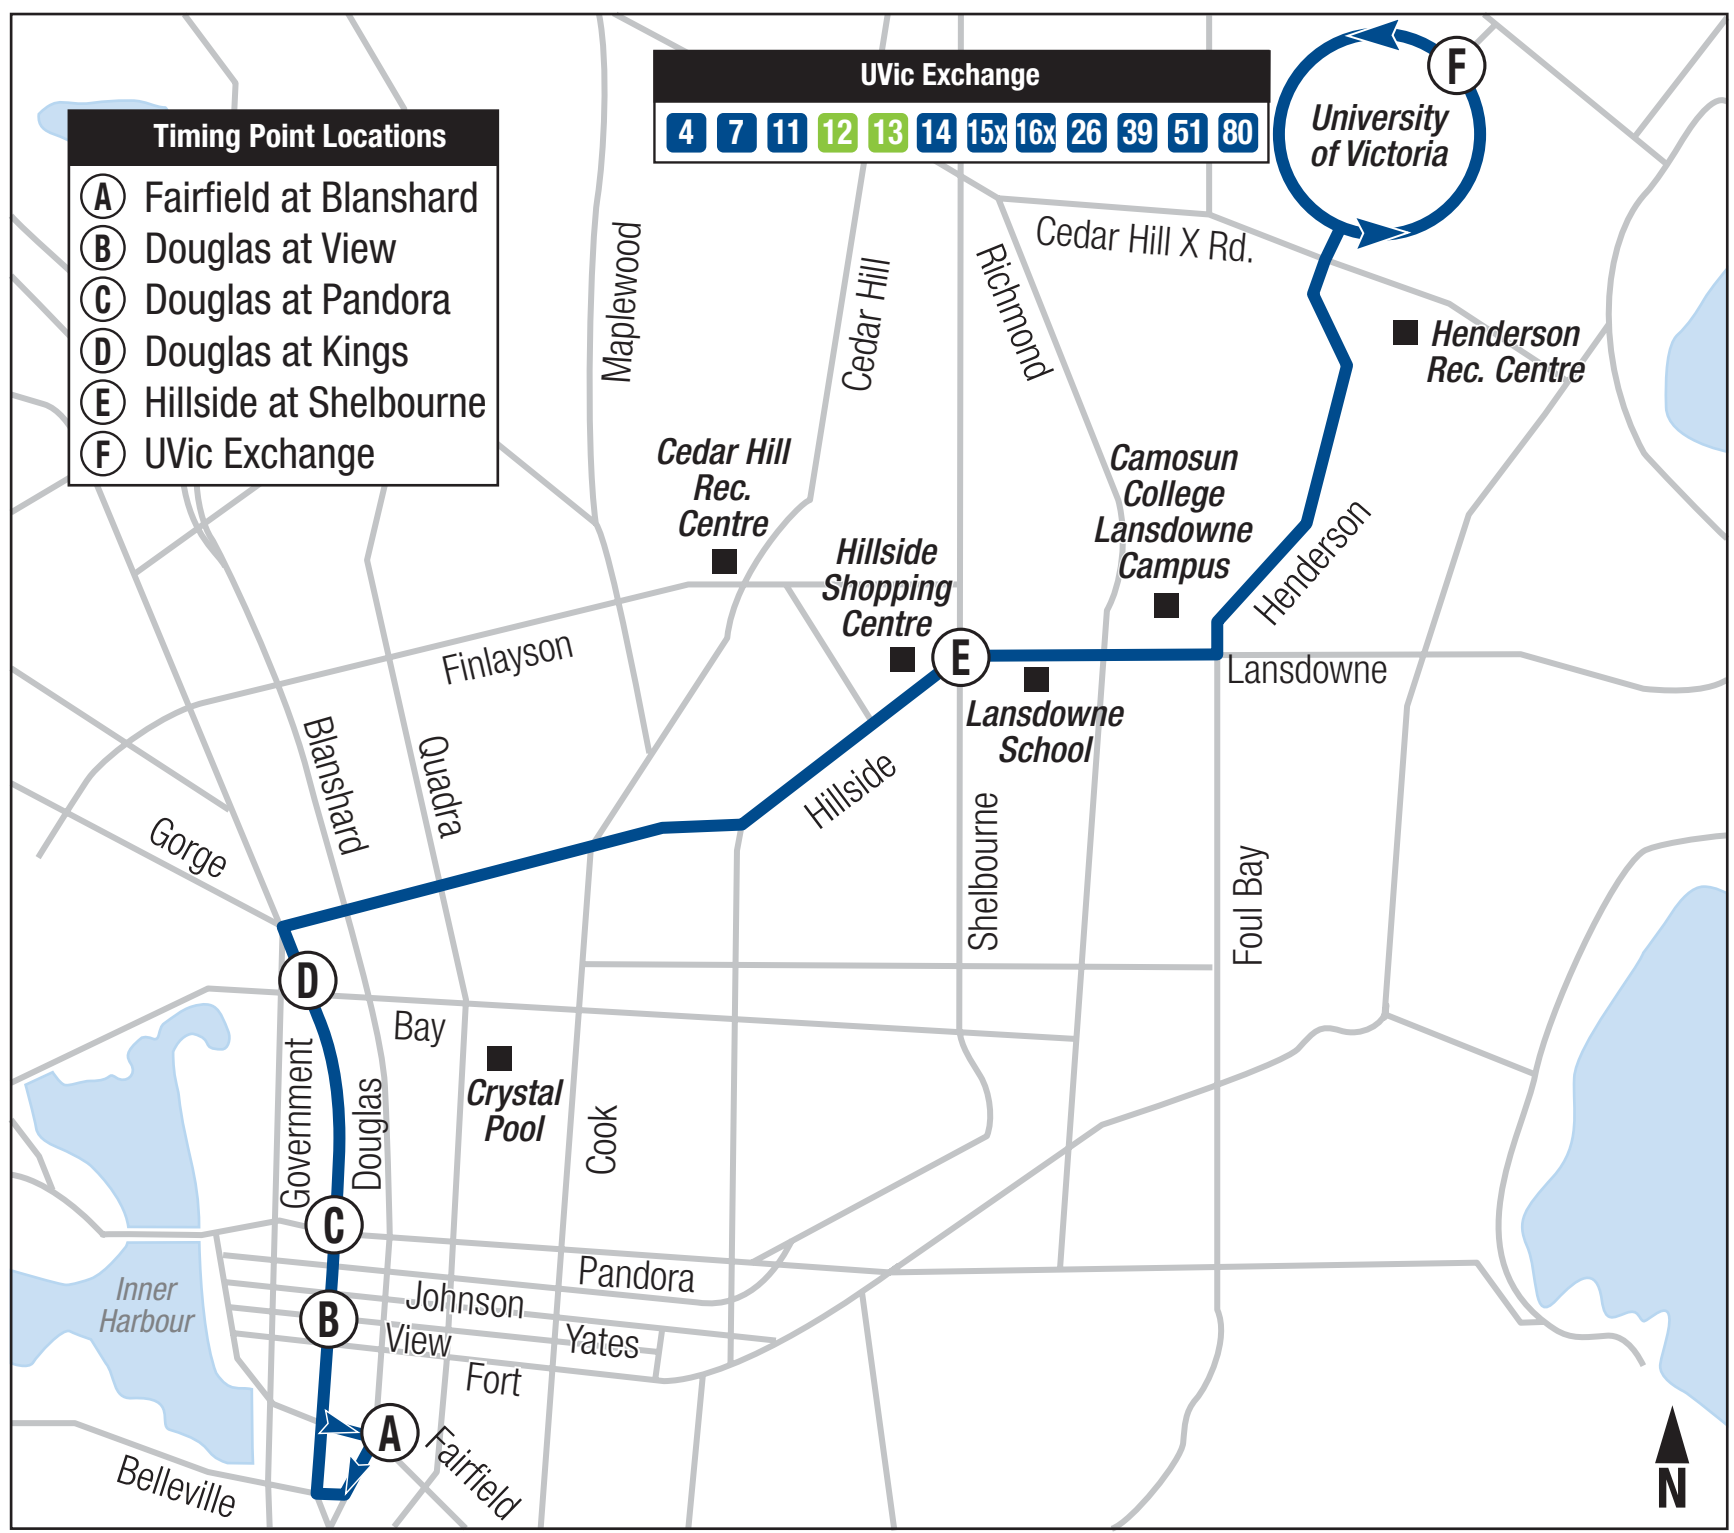 UVic Exchange
4 7 11 12 13 14 15x 16x 26 39 51 80
F
University
of Victoria
Timing Point Locations
A Fairfield at Blanshard
B Douglas at View
C Douglas at Pandora
D Douglas at Kings
E Hillside at Shelbourne
F UVic Exchange
Maplewood
Cedar Hill
Richmond
Cedar Hill X Rd.
Henderson
Rec. Centre
Cedar Hill
Rec.
Centre
Hillside
Shopping
Centre
Camosun
College
Lansdowne
Campus
Henderson
E
Lansdowne
Lansdowne
School
Finlayson
Blanshard
Quadra
Hillside
Gorge
Shelbourne
Foul Bay
D
Bay
Crystal
Pool
Government
Douglas
Cook
C
Pandora
Inner
Harbour
Johnson
B
View
Yates
Fort
A
Fairfield
Belleville
N